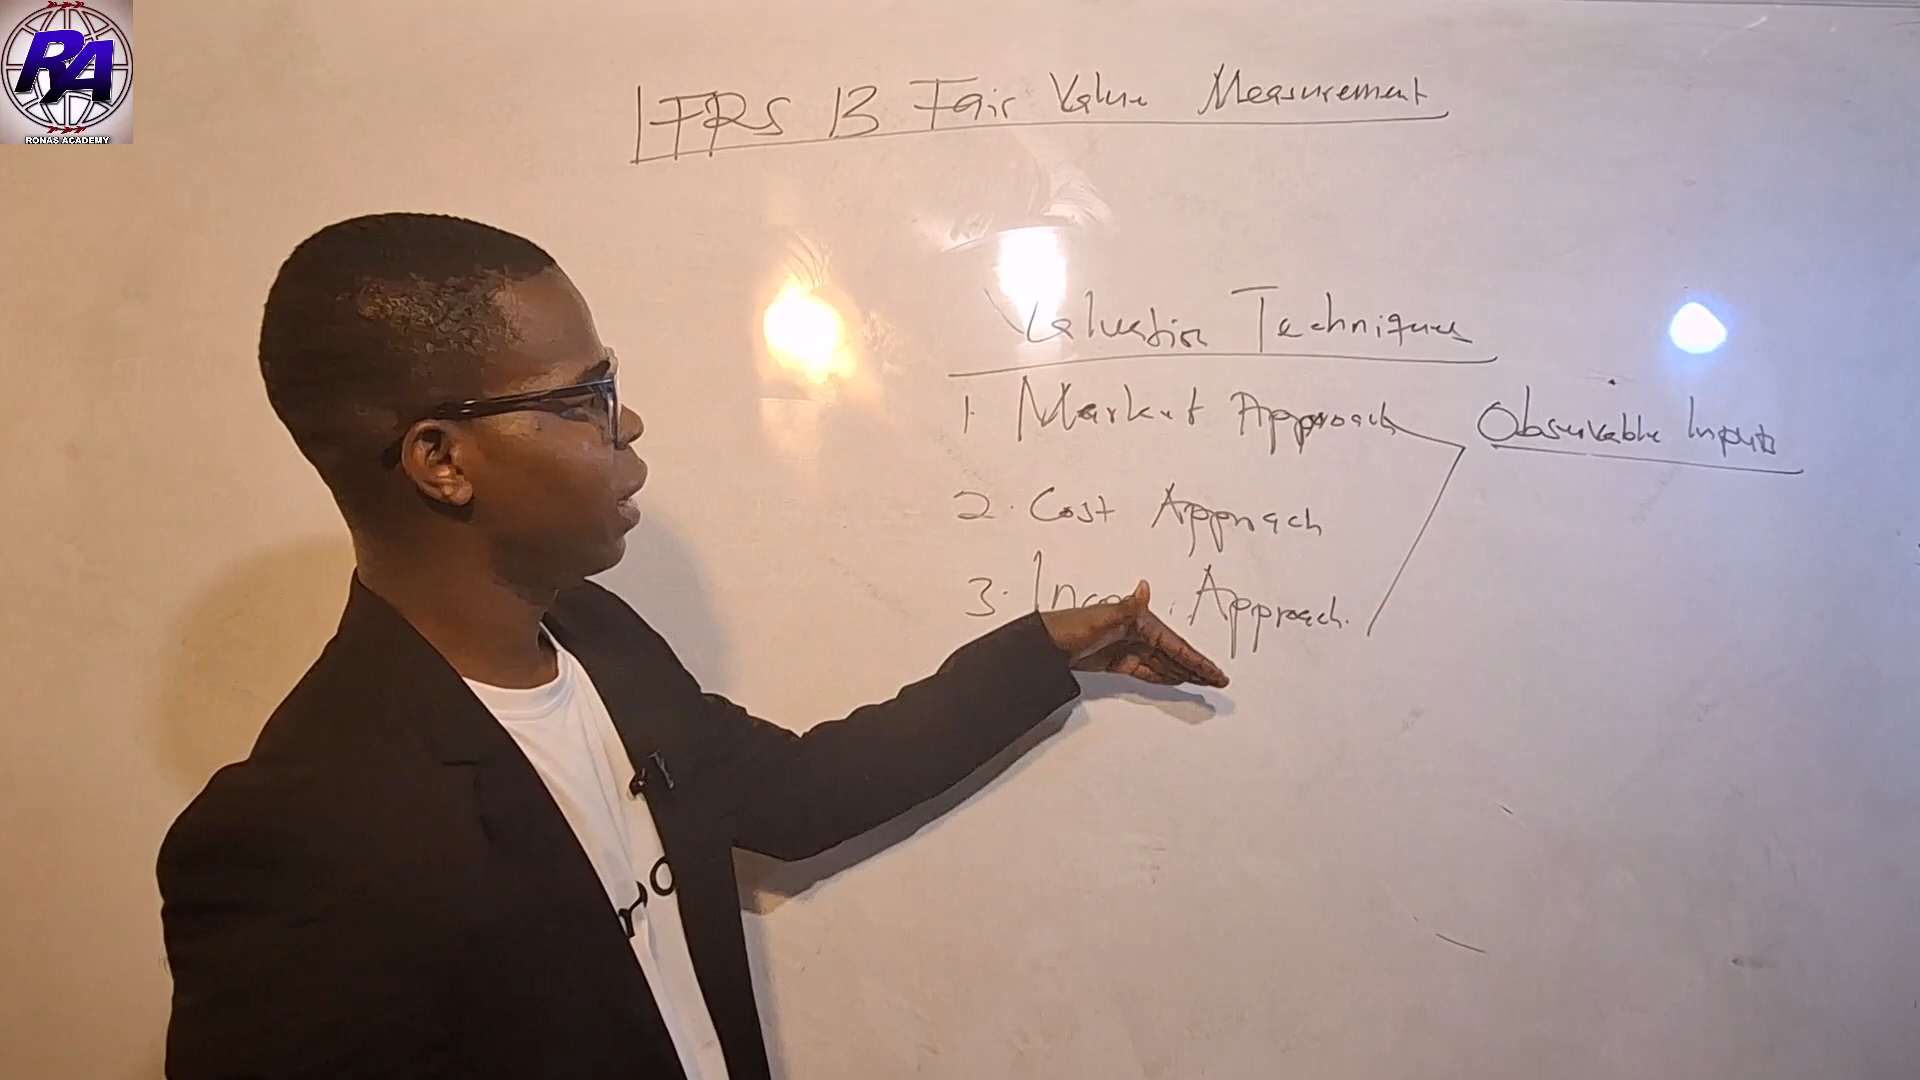 RA
RONAS ACADEMY
IFRS 13 Fair Value Measurement
Valuation Techniques
1. Market Approach
Observable Inputs
2. Cost Approach
3. Approach.